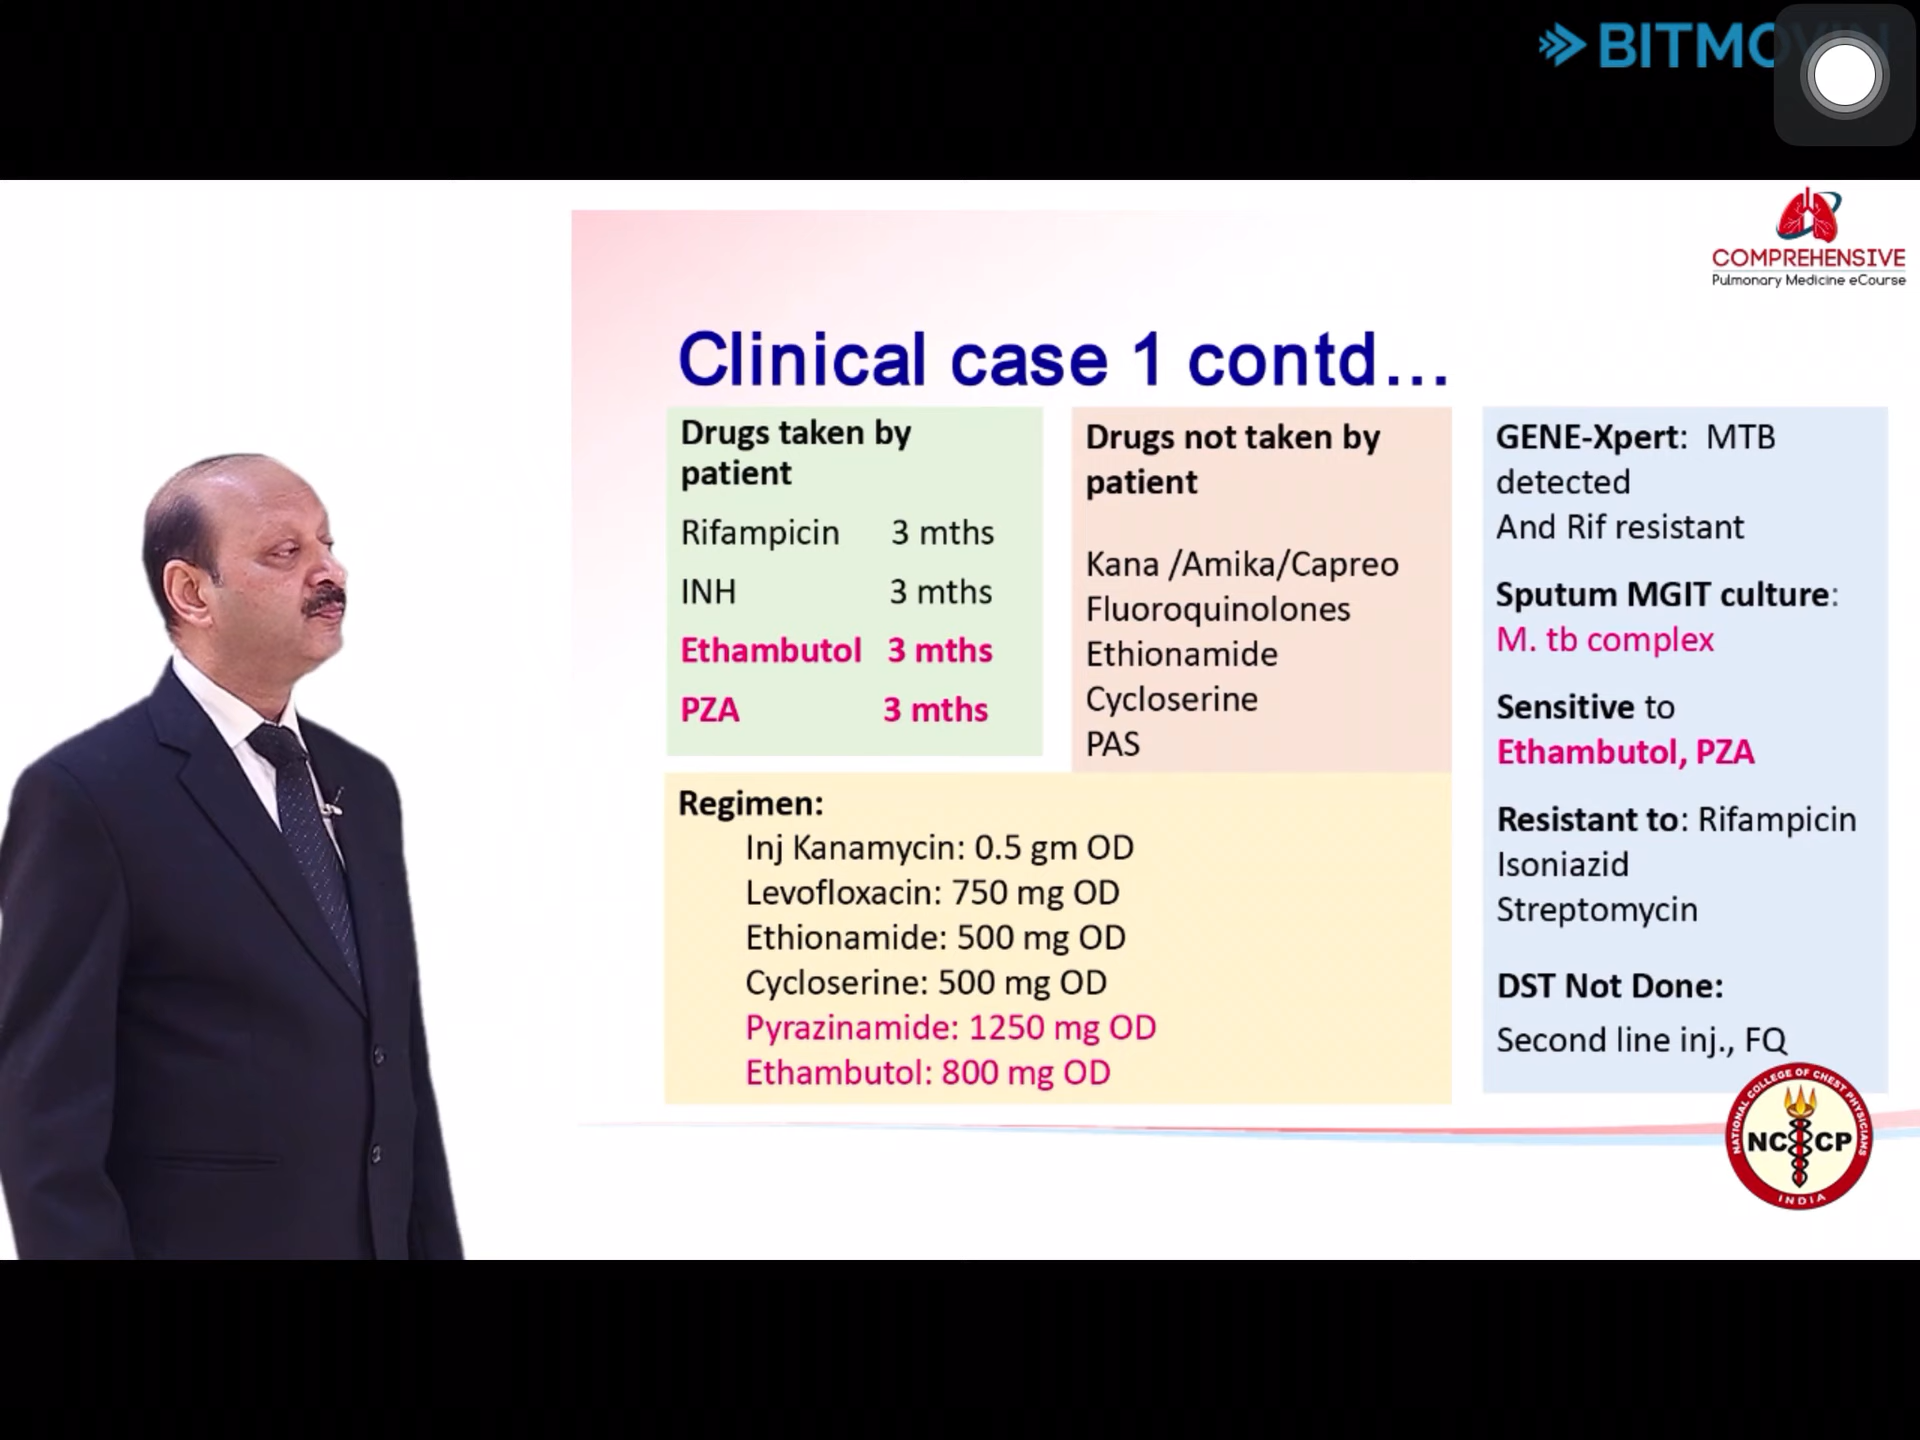 BITMOVIN
COMPREHENSIVE
Pulmonary Medicine eCourse
Clinical case 1 contd...
Drugs taken by
patient
Rifampicin 3 mths
INH 3 mths
Ethambutol 3 mths
PZA 3 mths
Drugs not taken by
patient
Kana /Amika/Capreo
Fluoroquinolones
Ethionamide
Cycloserine
PAS
Regimen:
Inj Kanamycin: 0.5 gm OD
Levofloxacin: 750 mg OD
Ethionamide: 500 mg OD
Cycloserine: 500 mg OD
Pyrazinamide: 1250 mg OD
Ethambutol: 800 mg OD
GENE-Xpert: MTB
detected
And Rif resistant
Sputum MGIT culture:
M. tb complex
Sensitive to
Ethambutol, PZA
Resistant to: Rifampicin
Isoniazid
Streptomycin
DST Not Done:
Second line inj., FQ
NATIONAL COLLEGE OF CHEST PHYSICIANS
NCCP
INDIA